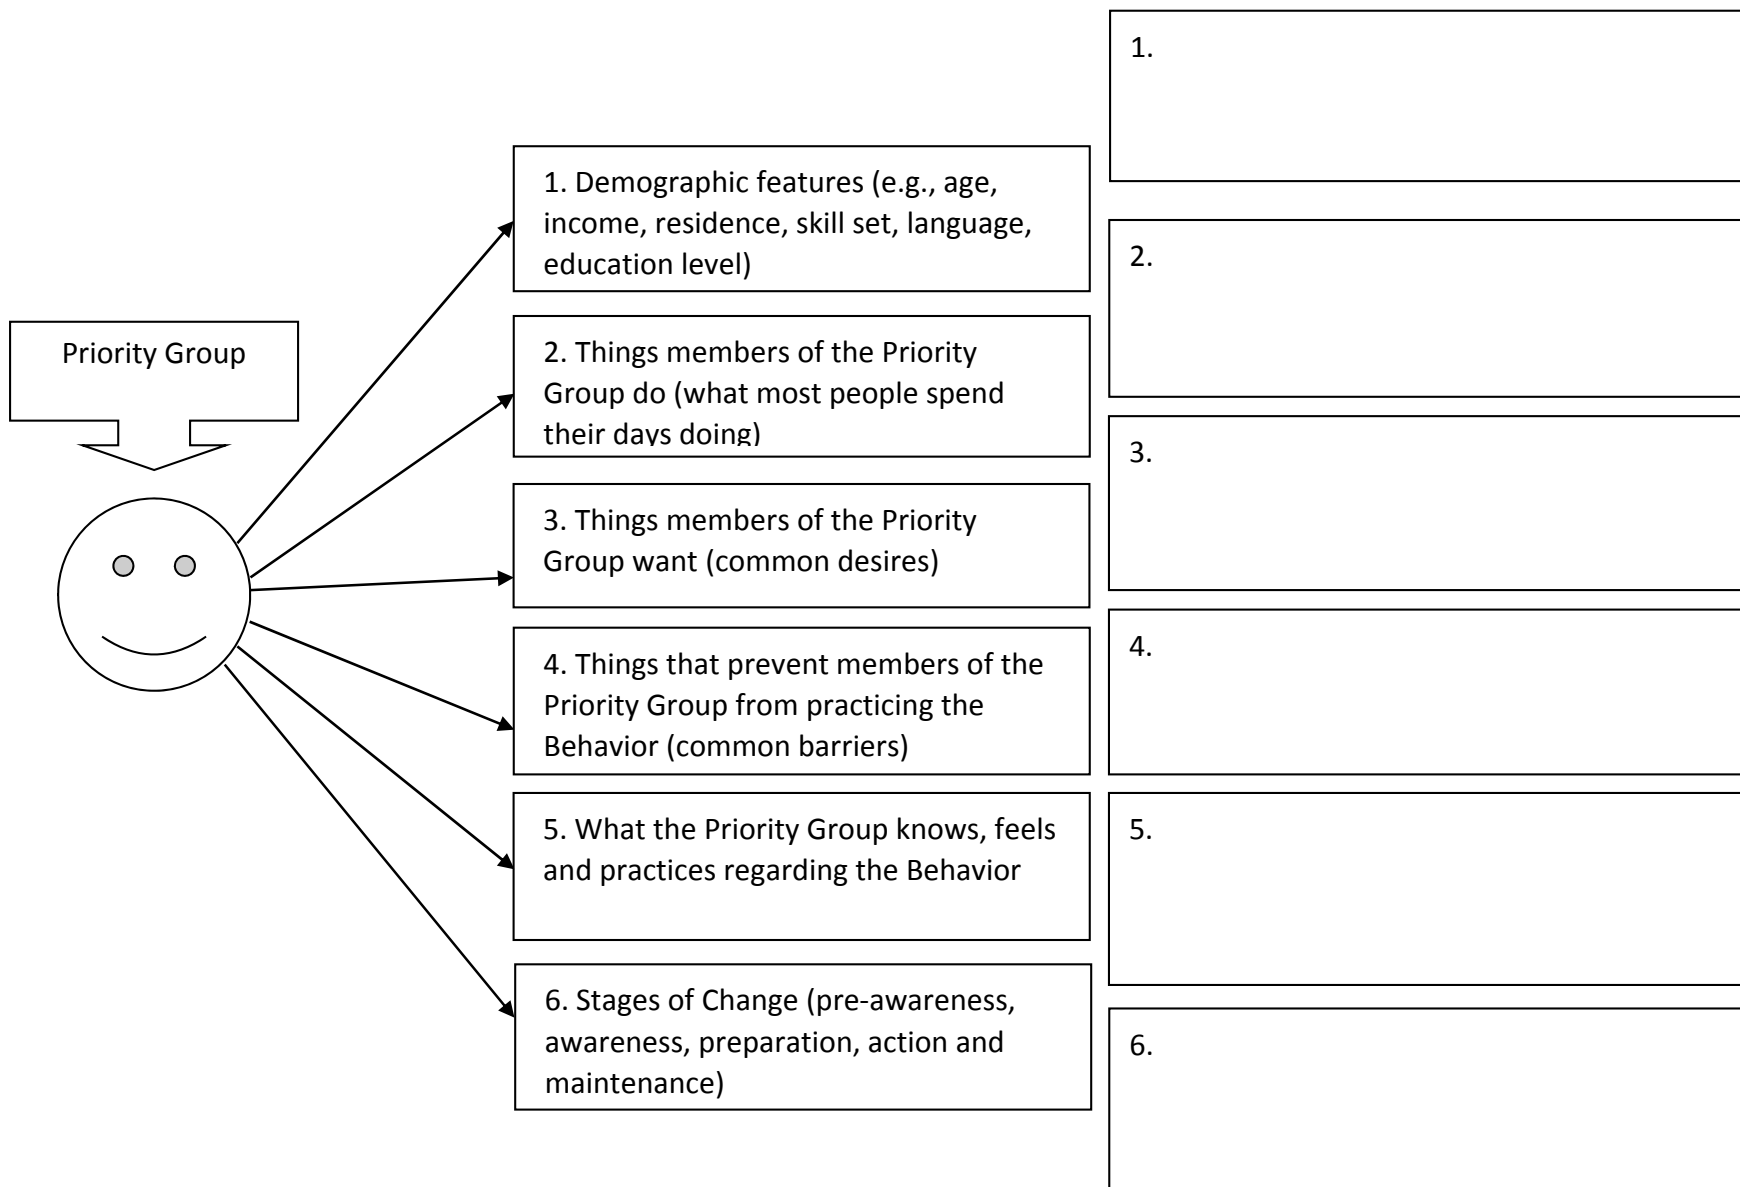 Priority Group
1. Demographic features (e.g., age,
income, residence, skill set, language,
education level)
2. Things members of the Priority
Group do (what most people spend
their days doing)
3. Things members of the Priority
Group want (common desires)
4. Things that prevent members of the
Priority Group from practicing the
Behavior (common barriers)
5. What the Priority Group knows, feels
and practices regarding the Behavior
6. Stages of Change (pre-awareness,
awareness, preparation, action and
maintenance)
1.
2.
3.
4.
5.
6.